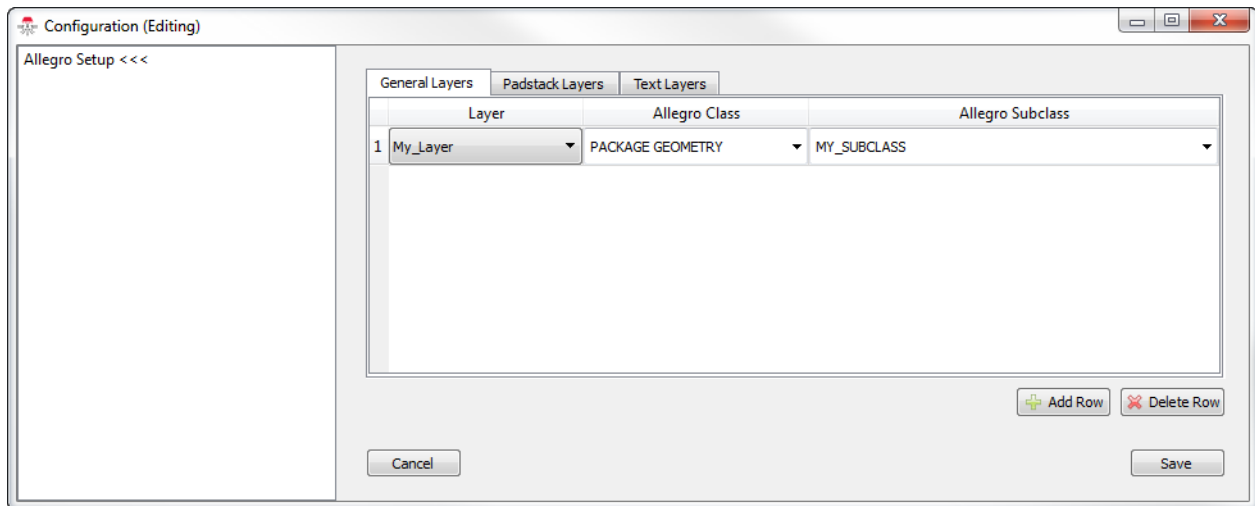 Configuration (Editing)
Allegro Setup <<<
General Layers Padstack Layers Text Layers
Layer Allegro Class Allegro Subclass
1 My_Layer PACKAGE GEOMETRY MY_SUBCLASS
Add Row Delete Row
Cancel Save